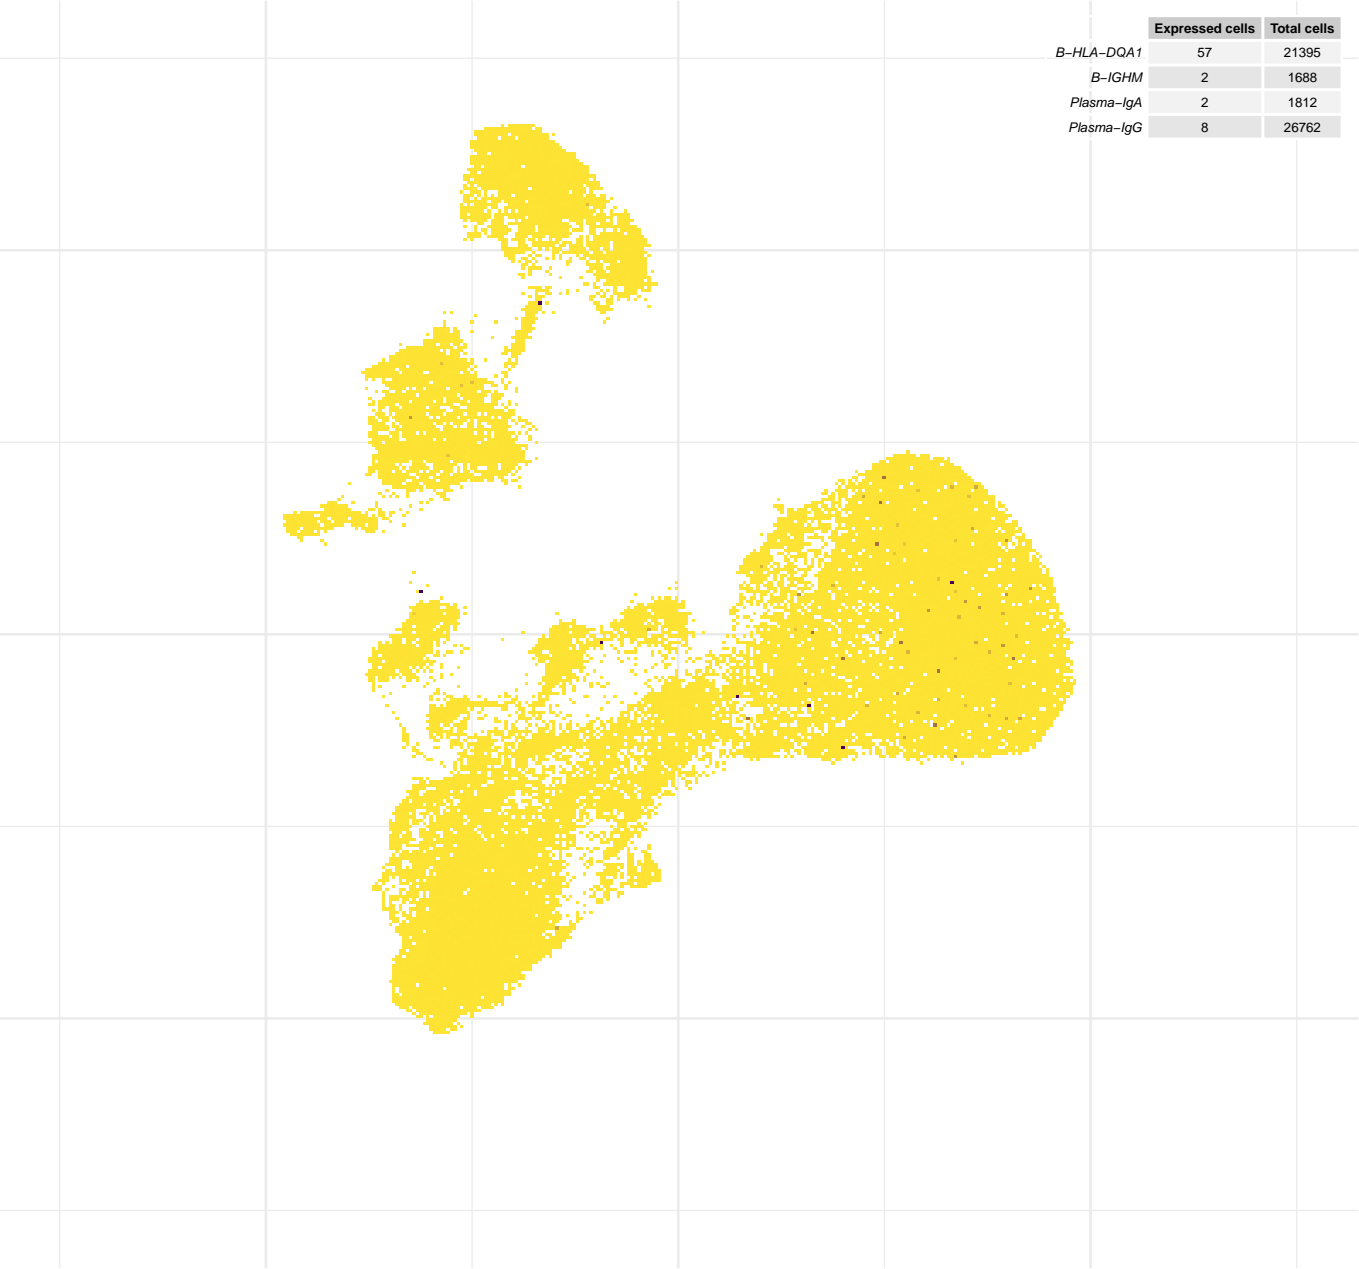 Expressed cells Total cells
B−HLA−DQA1 57 21395
B−IGHM 2 1688
Plasma−IgA 2 1812
Plasma−IgG 8 26762